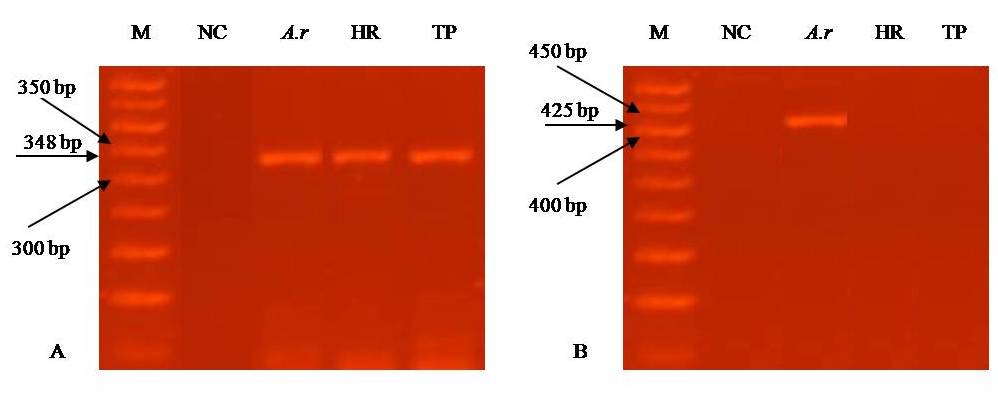 M NC A.r HR TP
350 bp
348 bp
300 bp
A
M NC A.r HR TP
450 bp
425 bp
400 bp
B